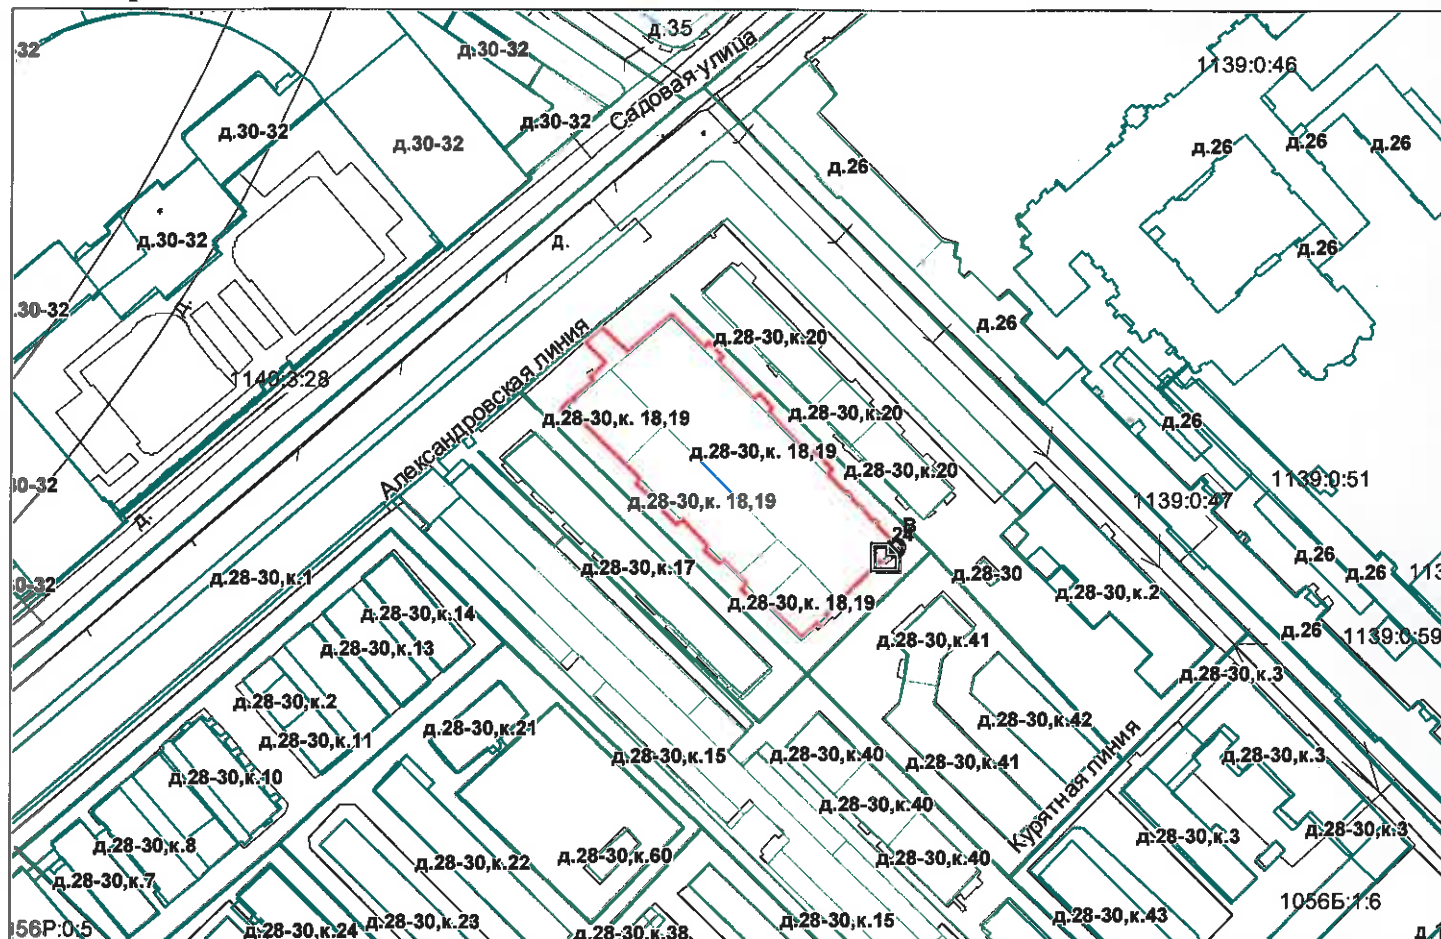 32
д.30-32
д.35
Садовая улица
1139:0:46
д.30-32
д.30-32
д.30-32
д.26
д.26
д.26
д.26
д.30-32
д.
д.26
.30-32
д.
д.26
д.28-30,к.20
Александровская линия
1140:3:28
д.28-30,к. 18,19
д.28-30,к.20
д.26
д.28-30,к. 18,19
д.28-30,к.20
1139:0:51
30-32
д.28-30,к. 18,19
1139:0:47
д.
д.26
д.26
д.28-30,к.1
д.28-30,к.17
д.28-30
30-32
д.28-30,к.2
113
д.28-30,к. 18,19
д.28-30,к.14
д.26
1139:0:59
д.28-30,к.13
д.28-30,к.41
д.28-30,к.3
д.28-30,к.2
д.28-30,к.21
д.28-30,к.42
д.28-30,к.11
д.28-30,к.15
д.28-30,к.40
д.28-30,к.41
д.28-30,к.3
д.28-30,к.10
Курятная линия
д.28-30,к.40
д.28-30,к.8
д.28-30,к.3
д.28-30,к.3
д.28-30,к.22
д.28-30,к.60
д.28-30,к.40
д.28-30,к.7
1056Б:1:6
д.28-30,к.23
д.28-30,к.15
д.28-30,к.43
56Р:0:5
д.28-30,к.24
д.28-30,к.38
д.1